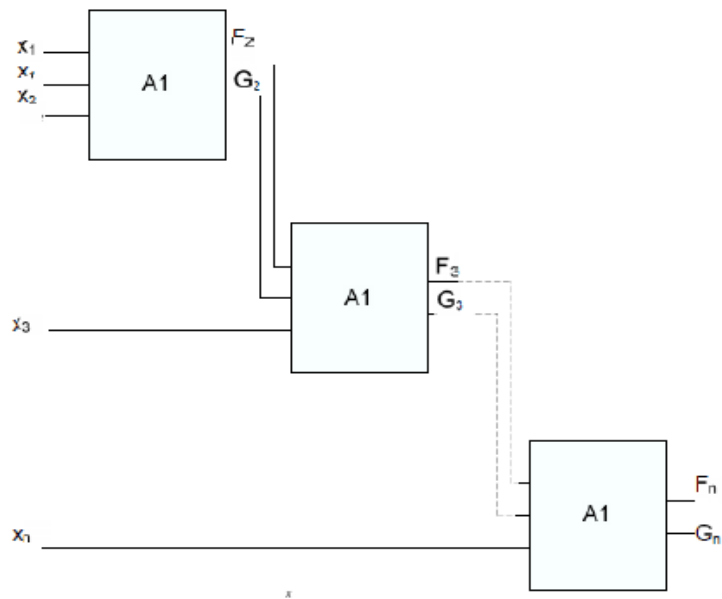 x₁
F₂
x₁
A1
G₂
x₂
F₃
A1
G₃
x₃
Fₙ
A1
xₙ
Gₙ
x